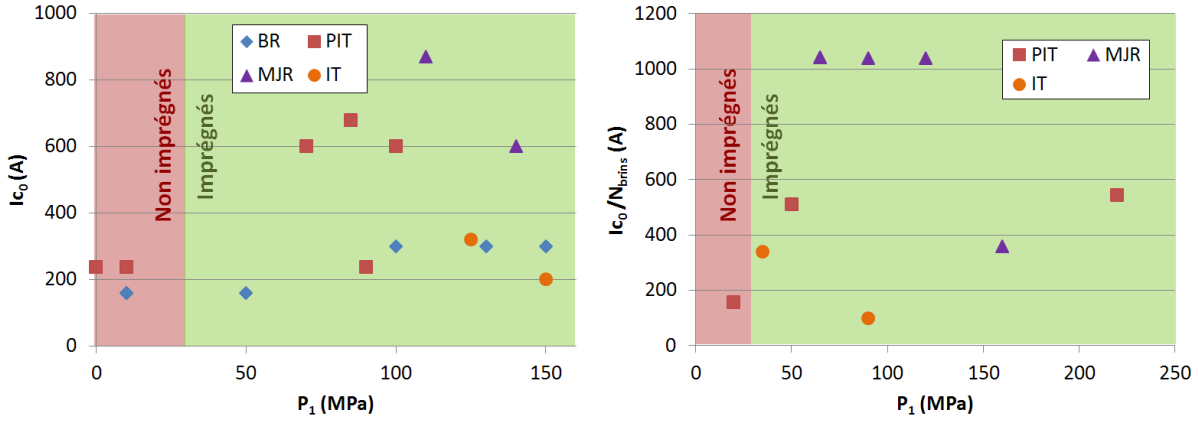 1000
800
600
400
200
0
Ic0 (A)
Non imprégnés
Imprégnés
BR PIT
MJR IT
0 50 100 150
P1 (MPa)
1200
1000
800
600
400
200
0
Ic0/Nbrins (A)
Non imprégnés
Imprégnés
PIT MJR
IT
0 50 100 150 200 250
P1 (MPa)